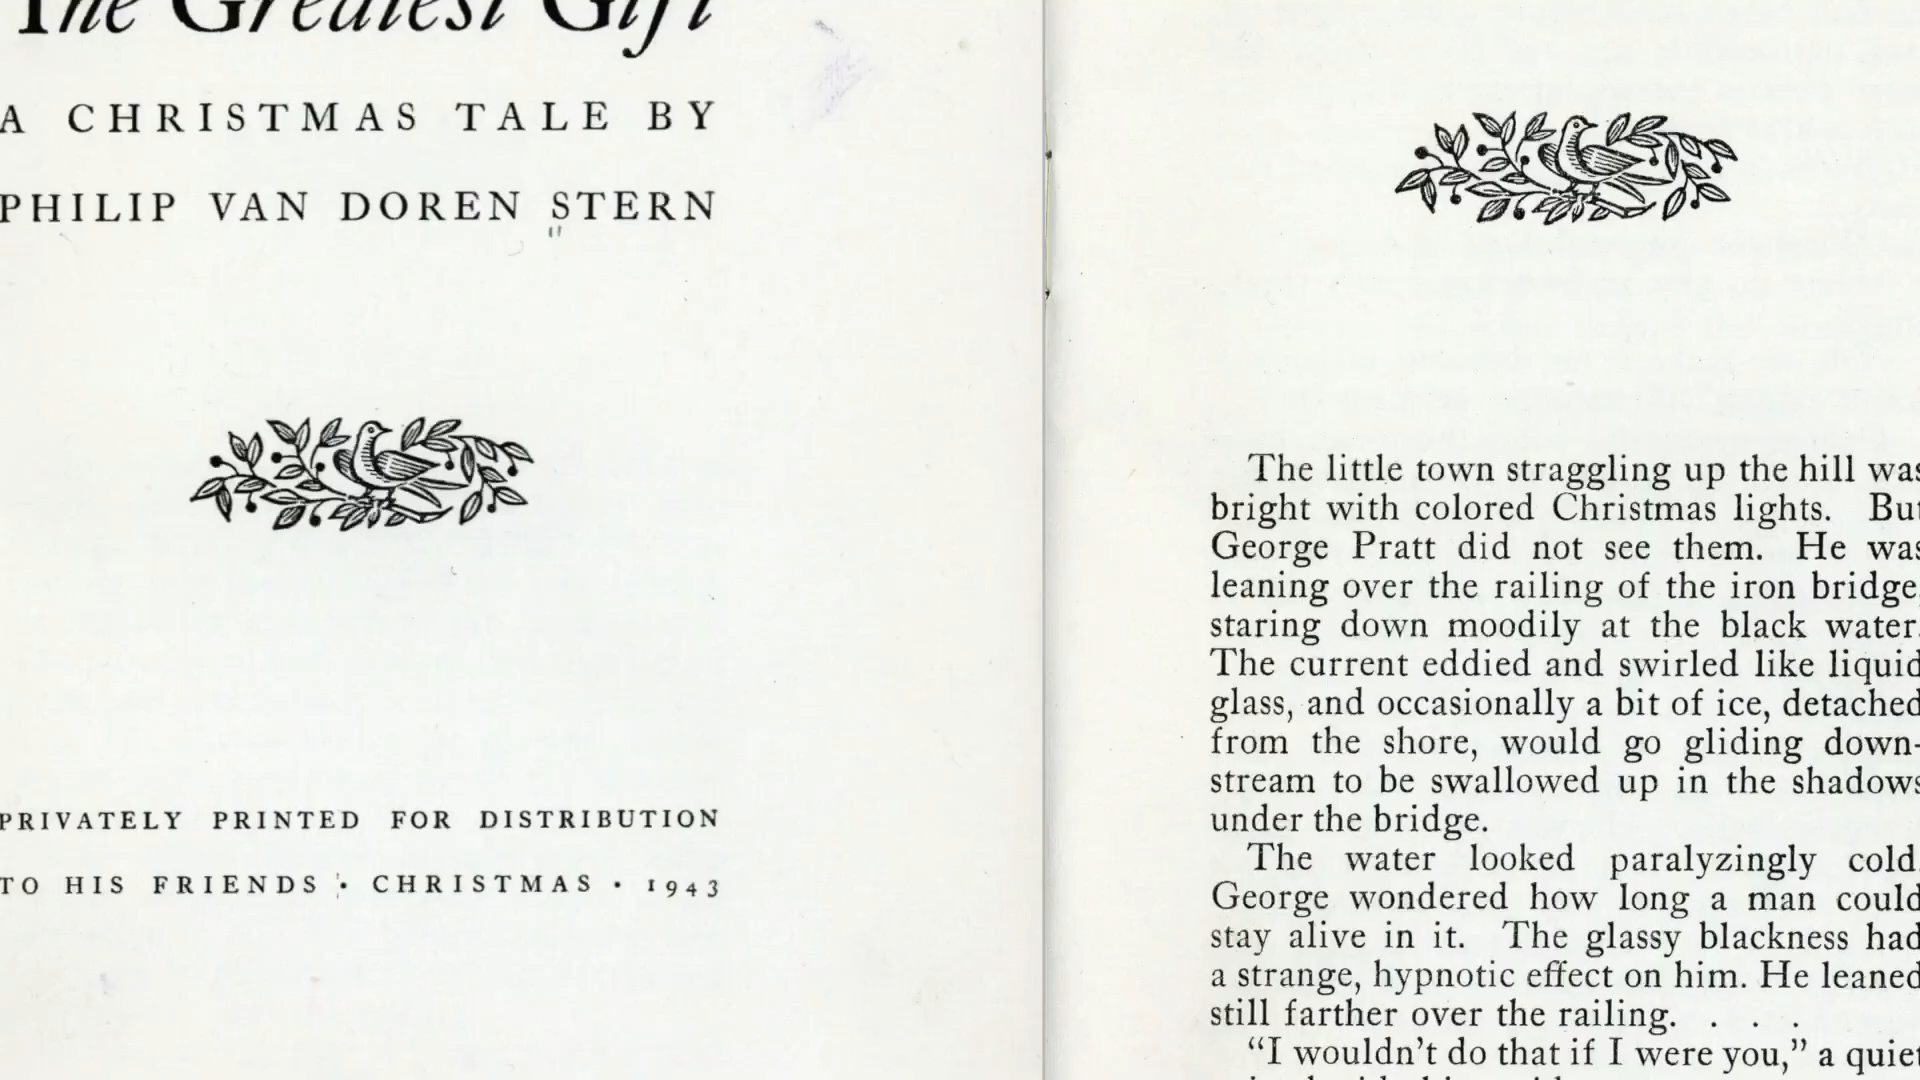 The Greatest Gift
A CHRISTMAS TALE BY
PHILIP VAN DOREN STERN
PRIVATELY PRINTED FOR DISTRIBUTION
TO HIS FRIENDS · CHRISTMAS · 1943
The little town straggling up the hill was
bright with colored Christmas lights. But
George Pratt did not see them. He was
leaning over the railing of the iron bridge,
staring down moodily at the black water.
The current eddied and swirled like liquid
glass, and occasionally a bit of ice, detached
from the shore, would go gliding down-
stream to be swallowed up in the shadows
under the bridge.
The water looked paralyzingly cold.
George wondered how long a man could
stay alive in it. The glassy blackness had
a strange, hypnotic effect on him. He leaned
still farther over the railing. . . .
“I wouldn’t do that if I were you,” a quiet